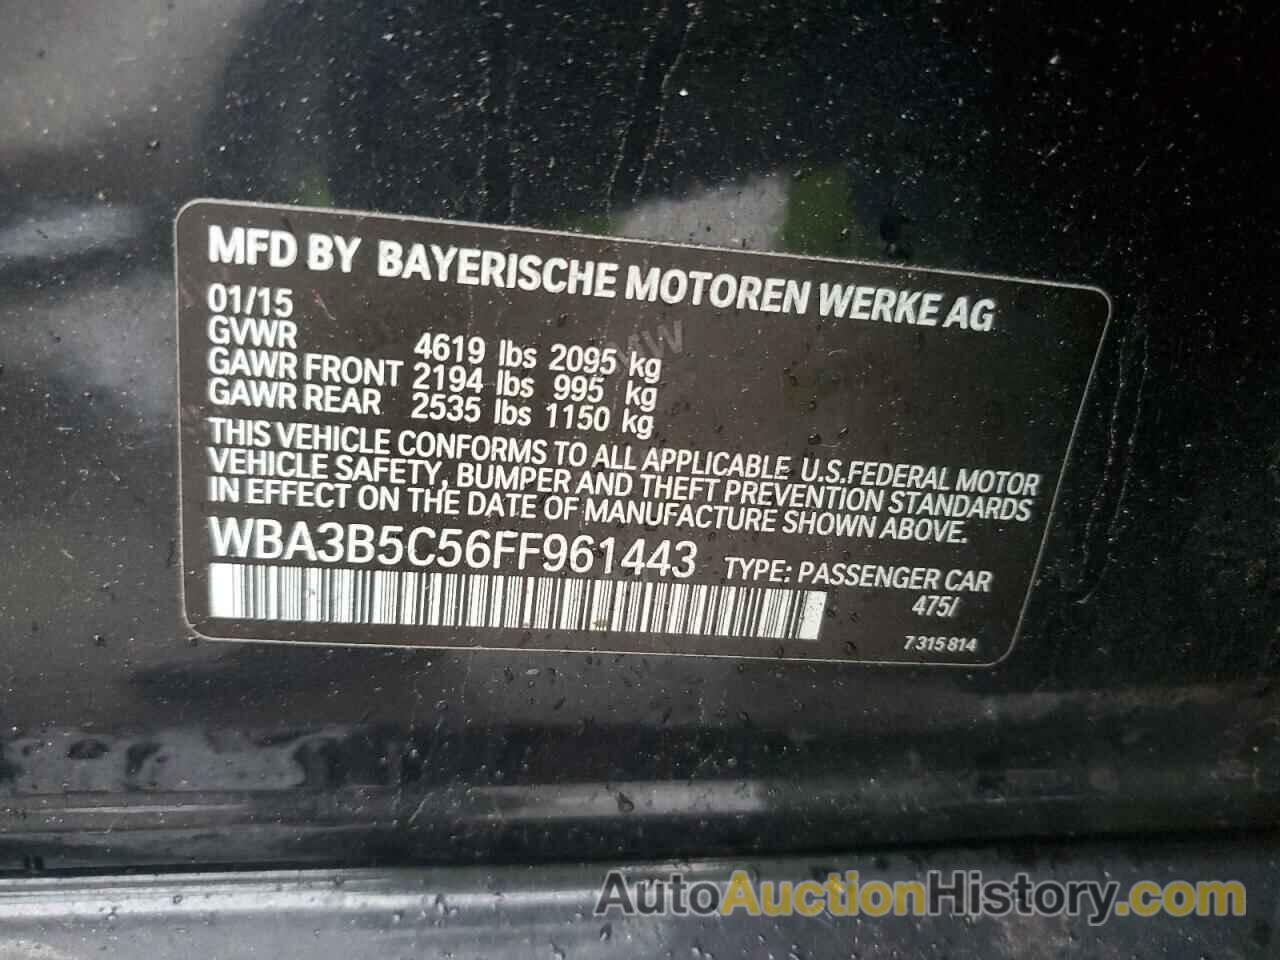 MFD BY BAYERISCHE MOTOREN WERKE AG
01/15
GVWR 4619 lbs 2095 kg
GAWR FRONT 2194 lbs 995 kg
GAWR REAR 2535 lbs 1150 kg
THIS VEHICLE CONFORMS TO ALL APPLICABLE U.S.FEDERAL MOTOR
VEHICLE SAFETY, BUMPER AND THEFT PREVENTION STANDARDS
IN EFFECT ON THE DATE OF MANUFACTURE SHOWN ABOVE.
WBA3B5C56FF961443 TYPE: PASSENGER CAR
475/
7 315 814
AutoAuctionHistory.com